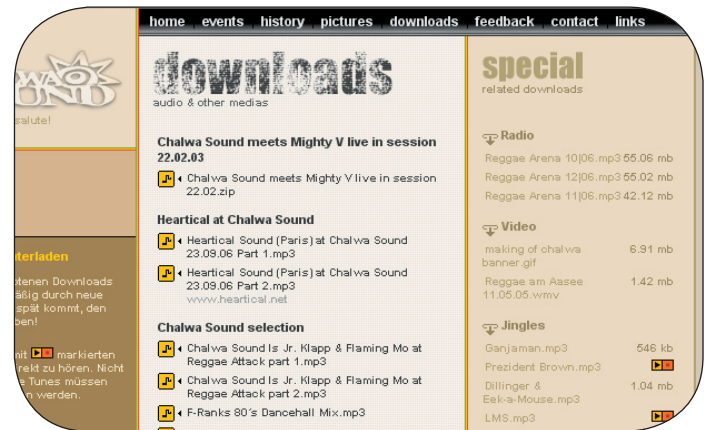 home events history pictures downloads feedback contact links
salute!
downloads
audio & other medias
Chalwa Sound meets Mighty V live in session
22.02.03
Chalwa Sound meets Mighty V live in session
22.02.zip
Heartical at Chalwa Sound
Heartical Sound (Paris) at Chalwa Sound
23.09.06 Part 1.mp3
Heartical Sound (Paris) at Chalwa Sound
23.09.06 Part 2.mp3
www.heartical.net
Chalwa Sound selection
Chalwa Sound Is Jr. Klapp & Flaming Mo at
Reggae Attack part 1.mp3
Chalwa Sound Is Jr. Klapp & Flaming Mo at
Reggae Attack part 2.mp3
F-Ranks 80´s Dancehall Mix.mp3
special
related downloads
Radio
Reggae Arena 10|06.mp3 55.06 mb
Reggae Arena 12|06.mp3 55.02 mb
Reggae Arena 11|06.mp3 42.12 mb
Video
making of chalwa 6.91 mb
banner.gif
Reggae am Aasee 1.42 mb
11.05.05.wmv
Jingles
Ganjaman.mp3 546 kb
Prezident Brown.mp3
Dillinger & 1.04 mb
Eek-a-Mouse.mp3
LMS.mp3
nterladen
otenen Downloads
äßig durch neue
spät kommt, den
ben!
mit markierten
rekt zu hören. Nicht
e Tunes müssen
n werden.